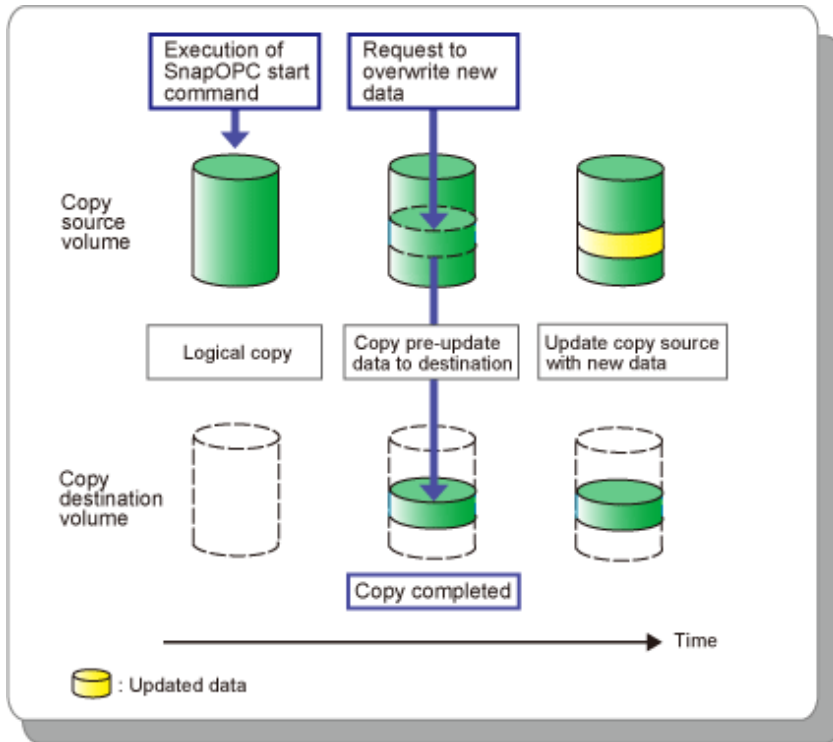 Execution of
SnapOPC start
command
Request to
overwrite new
data
Copy
source
volume
Logical copy
Copy pre-update
data to destination
Update copy source
with new data
Copy
destination
volume
Copy completed
Time
: Updated data